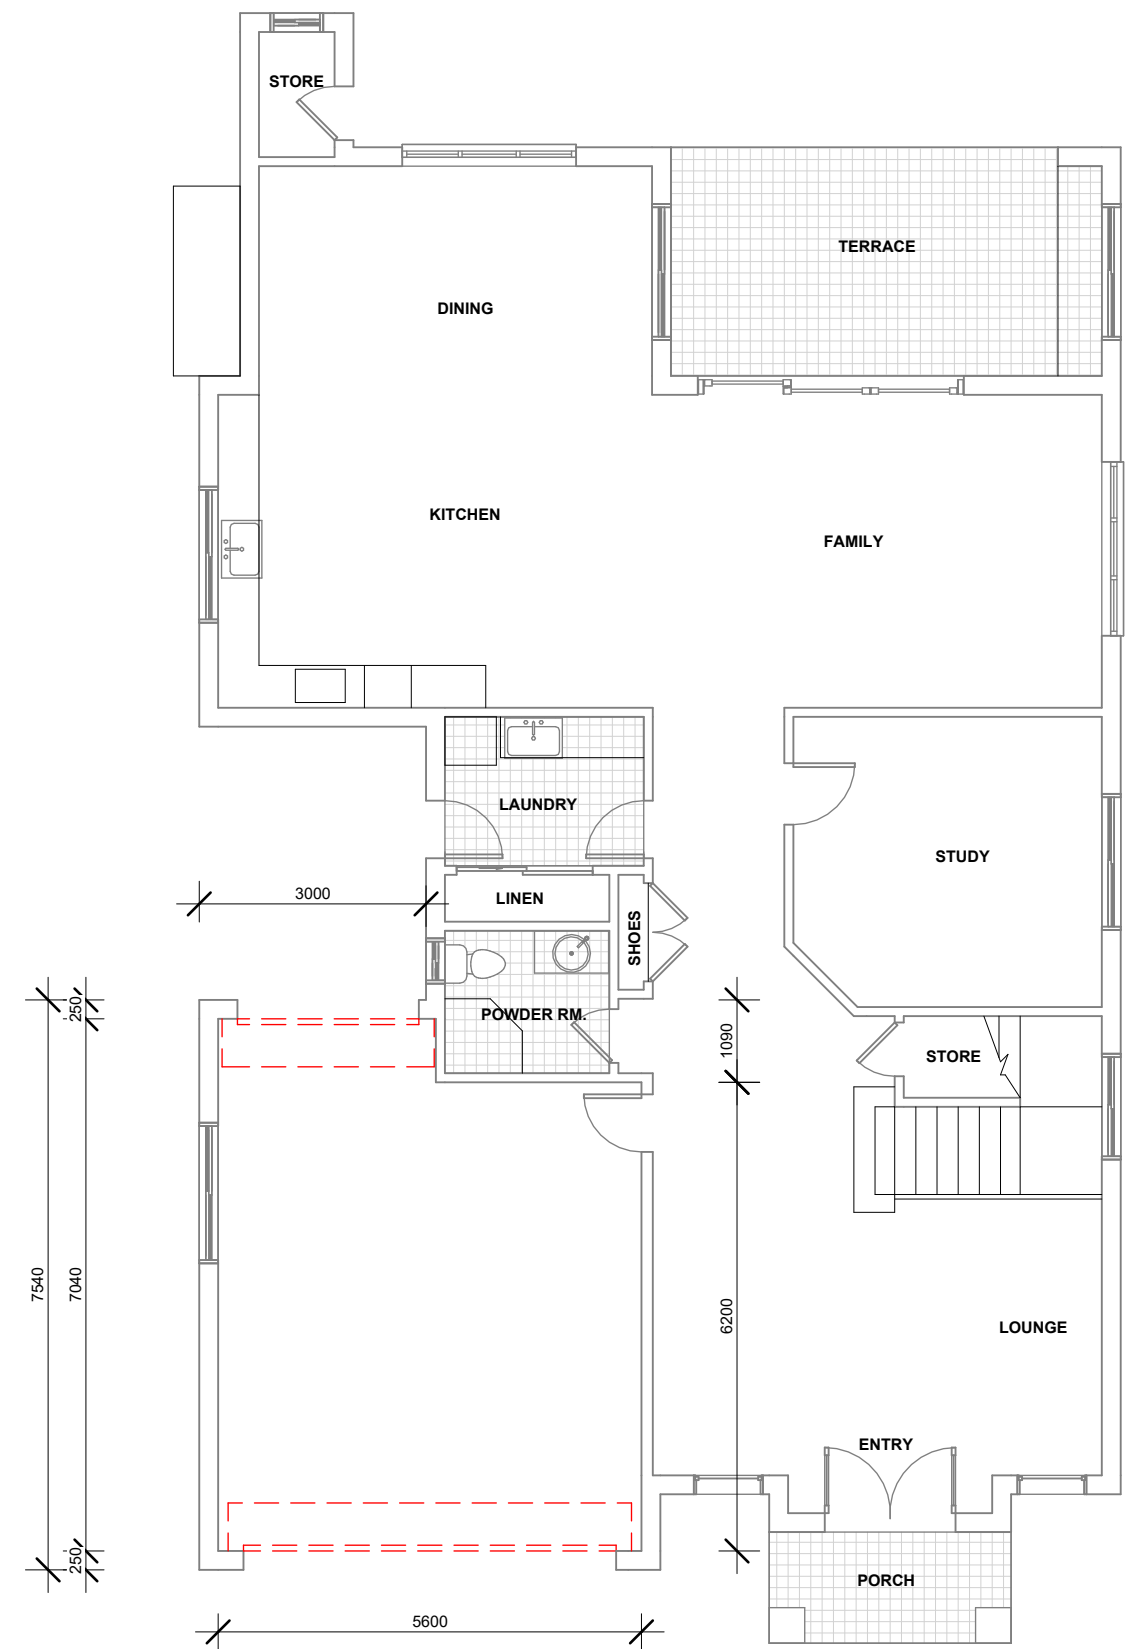 STORE
TERRACE
DINING
KITCHEN
FAMILY
LAUNDRY
STUDY
3000
LINEN
SHOES
250
POWDER RM.
1090
STORE
7540
7040
6200
LOUNGE
ENTRY
250
PORCH
5600